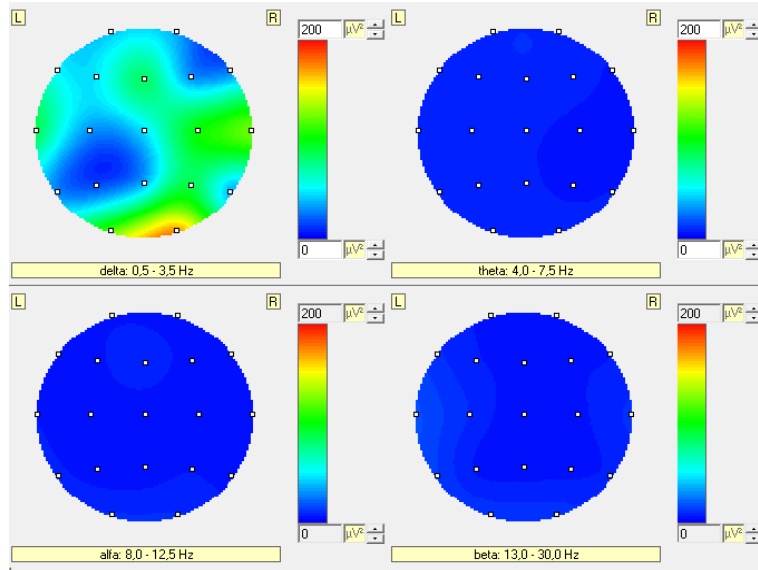 L R 200 µV²
0 µV²
delta: 0,5 - 3,5 Hz
L R 200 µV²
0 µV²
theta: 4,0 - 7,5 Hz
L R 200 µV²
0 µV²
alfa: 8,0 - 12,5 Hz
L R 200 µV²
0 µV²
beta: 13,0 - 30,0 Hz